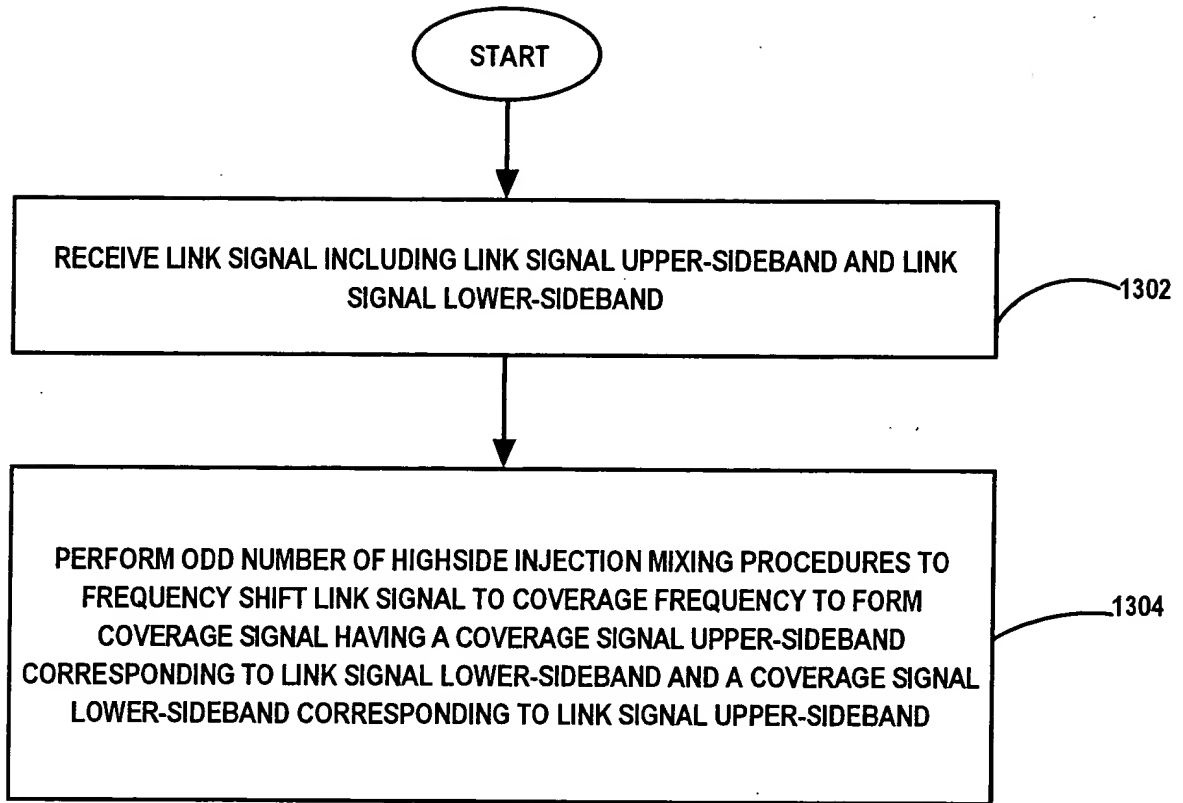 START
RECEIVE LINK SIGNAL INCLUDING LINK SIGNAL UPPER-SIDEBAND AND LINK
SIGNAL LOWER-SIDEBAND
1302
PERFORM ODD NUMBER OF HIGHSIDE INJECTION MIXING PROCEDURES TO
FREQUENCY SHIFT LINK SIGNAL TO COVERAGE FREQUENCY TO FORM
COVERAGE SIGNAL HAVING A COVERAGE SIGNAL UPPER-SIDEBAND
CORRESPONDING TO LINK SIGNAL LOWER-SIDEBAND AND A COVERAGE SIGNAL
LOWER-SIDEBAND CORRESPONDING TO LINK SIGNAL UPPER-SIDEBAND
1304